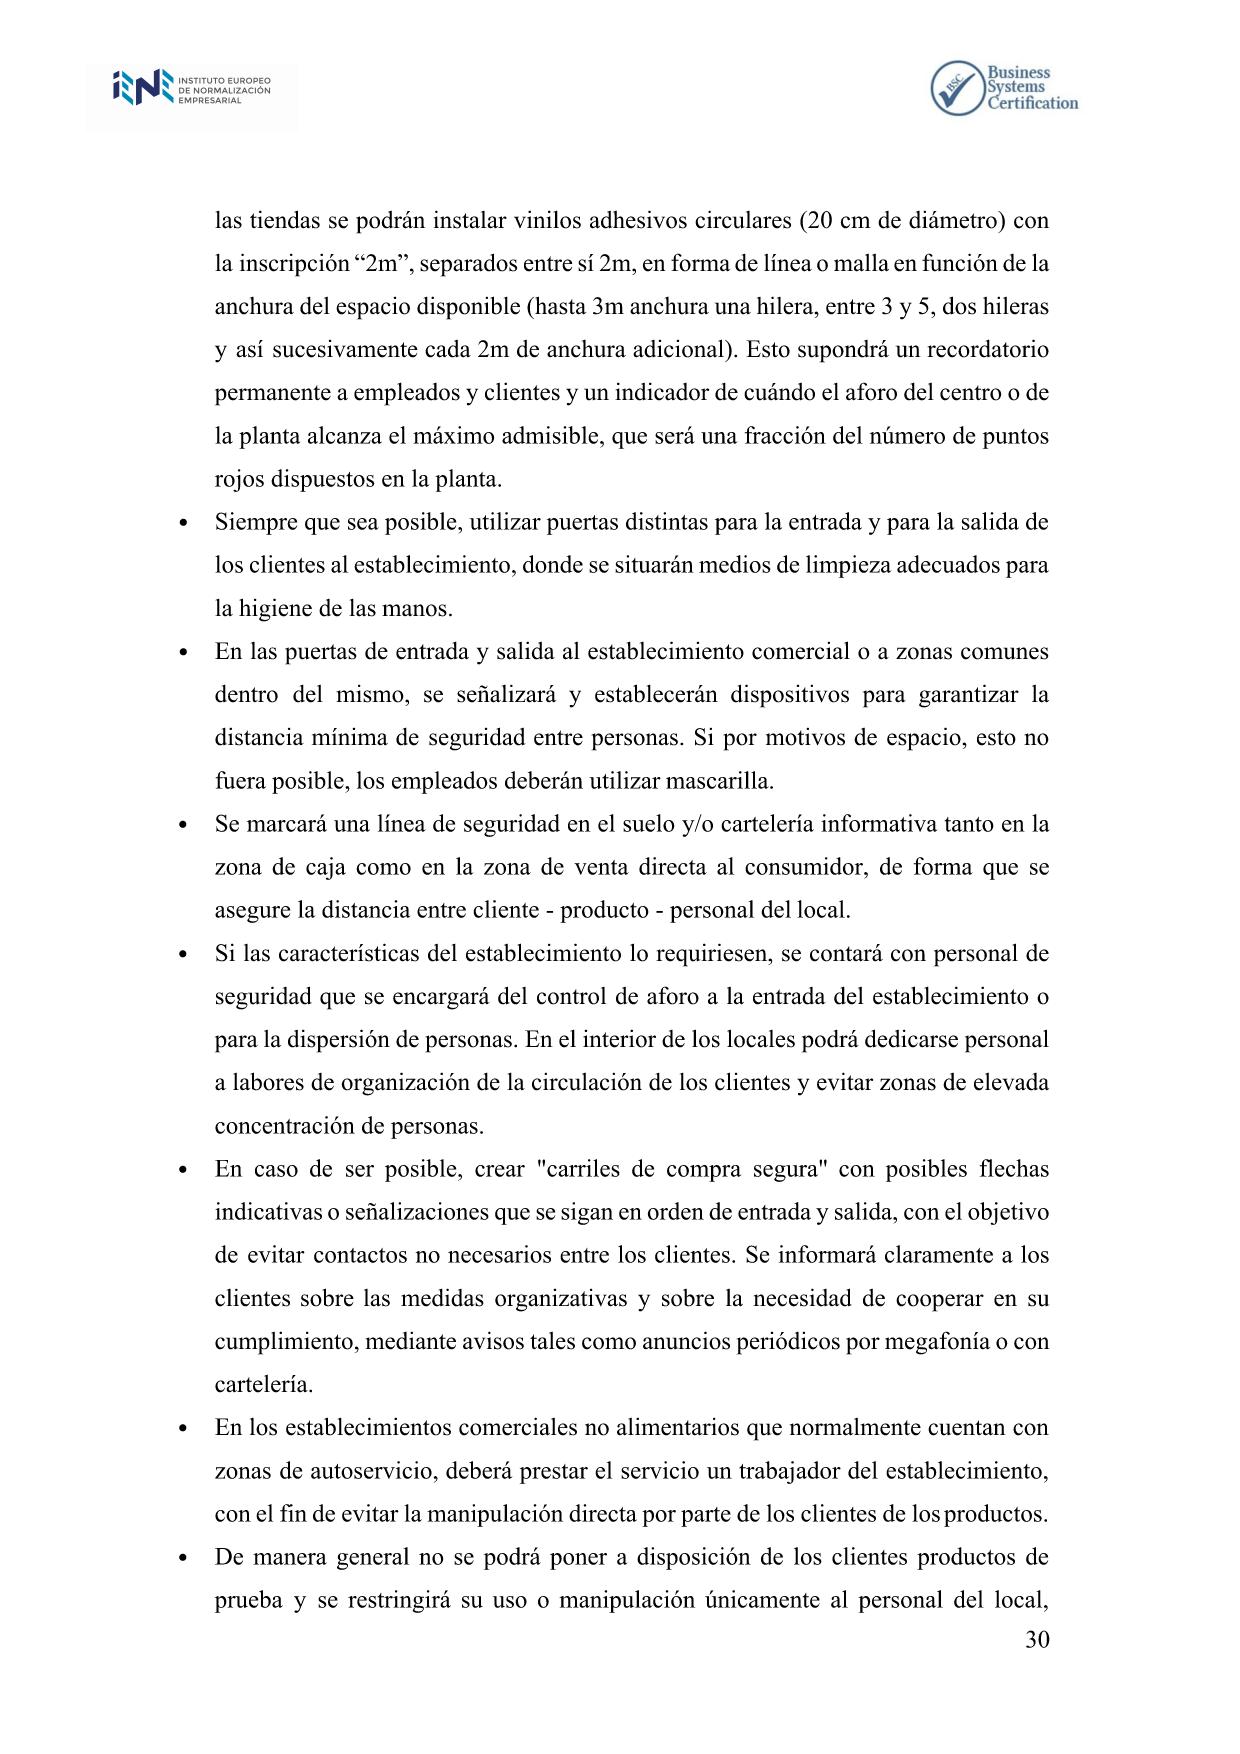 iENE INSTITUTO EUROPEO
DE NORMALIZACIÓN
EMPRESARIAL
BSC Business
Systems
Certification
las tiendas se podrán instalar vinilos adhesivos circulares (20 cm de diámetro) con
la inscripción “2m”, separados entre sí 2m, en forma de línea o malla en función de la
anchura del espacio disponible (hasta 3m anchura una hilera, entre 3 y 5, dos hileras
y así sucesivamente cada 2m de anchura adicional). Esto supondrá un recordatorio
permanente a empleados y clientes y un indicador de cuándo el aforo del centro o de
la planta alcanza el máximo admisible, que será una fracción del número de puntos
rojos dispuestos en la planta.
• Siempre que sea posible, utilizar puertas distintas para la entrada y para la salida de
los clientes al establecimiento, donde se situarán medios de limpieza adecuados para
la higiene de las manos.
• En las puertas de entrada y salida al establecimiento comercial o a zonas comunes
dentro del mismo, se señalizará y establecerán dispositivos para garantizar la
distancia mínima de seguridad entre personas. Si por motivos de espacio, esto no
fuera posible, los empleados deberán utilizar mascarilla.
• Se marcará una línea de seguridad en el suelo y/o cartelería informativa tanto en la
zona de caja como en la zona de venta directa al consumidor, de forma que se
asegure la distancia entre cliente - producto - personal del local.
• Si las características del establecimiento lo requiriesen, se contará con personal de
seguridad que se encargará del control de aforo a la entrada del establecimiento o
para la dispersión de personas. En el interior de los locales podrá dedicarse personal
a labores de organización de la circulación de los clientes y evitar zonas de elevada
concentración de personas.
• En caso de ser posible, crear "carriles de compra segura" con posibles flechas
indicativas o señalizaciones que se sigan en orden de entrada y salida, con el objetivo
de evitar contactos no necesarios entre los clientes. Se informará claramente a los
clientes sobre las medidas organizativas y sobre la necesidad de cooperar en su
cumplimiento, mediante avisos tales como anuncios periódicos por megafonía o con
cartelería.
• En los establecimientos comerciales no alimentarios que normalmente cuentan con
zonas de autoservicio, deberá prestar el servicio un trabajador del establecimiento,
con el fin de evitar la manipulación directa por parte de los clientes de los productos.
• De manera general no se podrá poner a disposición de los clientes productos de
prueba y se restringirá su uso o manipulación únicamente al personal del local,
30